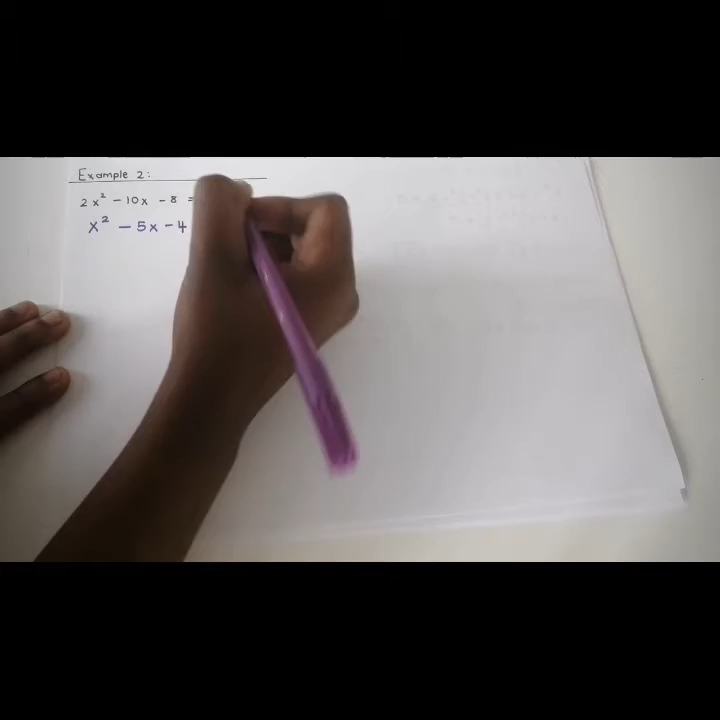 Example 2:
2x² - 10x - 8 =
x² - 5x - 4